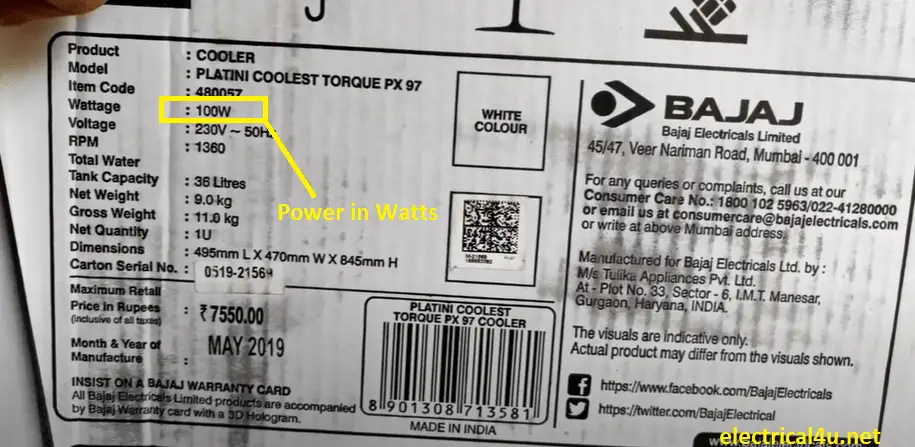 Product : COOLER
Model : PLATINI COOLEST TORQUE PX 97
Item Code : 480057
Wattage : 100W
Voltage : 230V ~ 50Hz
RPM : 1360
Total Water
Tank Capacity : 36 Litres
Net Weight : 9.0 kg
Gross Weight : 11.0 kg
Net Quantity : 1U
Dimensions : 495mm L X 470mm W X 845mm H
Carton Serial No. : 0519-21569
Maximum Retail
Price in Rupees : ₹7550.00
(inclusive of all taxes)
Month & Year of
Manufacture : MAY 2019
INSIST ON A BAJAJ WARRANTY CARD
All Bajaj Electricals Limited products are accompanied
by Bajaj Warranty card with a 3D Hologram.
Power in Watts
WHITE
COLOUR
PLATINI COOLEST
TORQUE PX 97 COOLER
8 901308 713581
MADE IN INDIA
BAJAJ
Bajaj Electricals Limited
45/47, Veer Nariman Road, Mumbai - 400 001
For any queries or complaints, call us at our
Consumer Care No.: 1800 102 5963/022-41280000
or email us at consumercare@bajajelectricals.com
or write at above Mumbai address.
Manufactured for Bajaj Electricals Ltd. by :
M/s Tulika Appliances Pvt. Ltd.
At - Plot No. 33, Sector - 6, I.M.T. Manesar,
Gurgaon, Haryana, INDIA.
The visuals are indicative only.
Actual product may differ from the visuals shown.
https://www.facebook.com/BajajElectricals
https://twitter.com/BajajElectrical
electrical4u.net